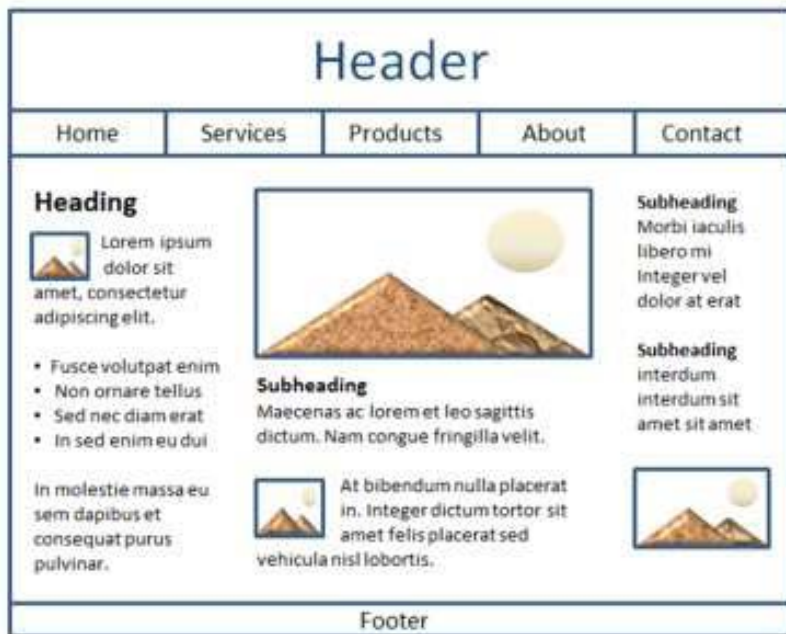 Header
Home Services Products About Contact
Heading
Lorem ipsum
dolor sit
amet, consectetur
adipiscing elit.
• Fusce volutpat enim
• Non ornare tellus
• Sed nec diam erat
• In sed enim eu dui
In molestie massa eu
sem dapibus et
consequat purus
pulvinar.
Subheading
Maecenas ac lorem et leo sagittis
dictum. Nam congue fringilla velit.
At bibendum nulla placerat
in. Integer dictum tortor sit
amet felis placerat sed
vehicula nisl lobortis.
Subheading
Morbi iaculis
libero mi
Integer vel
dolor at erat
Subheading
interdum
interdum sit
amet sit amet
Footer